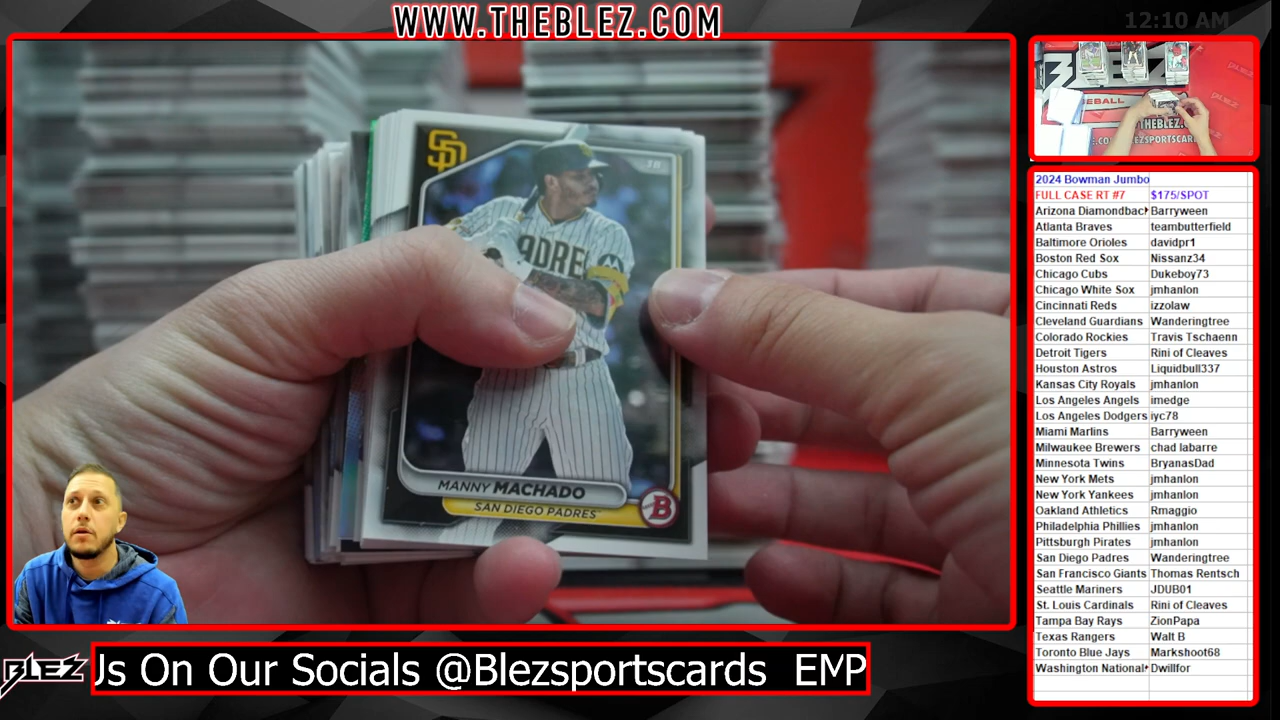 WWW.THEBLEZ.COM
12:10 AM
SD
18
PADRE
MANNY MACHADO
SAN DIEGO PADRES
B
EBALL
THEBLEZ.
2024 Bowman Jumbo
FULL CASE RT #7 $175/SPOT
Arizona Diamondbac Barryween
Atlanta Braves teambutterfield
Baltimore Orioles davidpr1
Boston Red Sox Nissanz34
Chicago Cubs Dukeboy73
Chicago White Sox jmhanlon
Cincinnati Reds izzolaw
Cleveland Guardians Wanderingtree
Colorado Rockies Travis Tschaenn
Detroit Tigers Rini of Cleaves
Houston Astros Liquidbull337
Kansas City Royals jmhanlon
Los Angeles Angels imedge
Los Angeles Dodgers iyc78
Miami Marlins Barryween
Milwaukee Brewers chad labarre
Minnesota Twins BryanasDad
New York Mets jmhanlon
New York Yankees jmhanlon
Oakland Athletics Rmaggio
Philadelphia Phillies jmhanlon
Pittsburgh Pirates jmhanlon
San Diego Padres Wanderingtree
San Francisco Giants Thomas Rentsch
Seattle Mariners JDUB01
St. Louis Cardinals Rini of Cleaves
Tampa Bay Rays ZionPapa
Texas Rangers Walt B
Toronto Blue Jays Markshoot68
Washington National Dwillfor
BLEZ
Us On Our Socials @Blezsportscards EMP